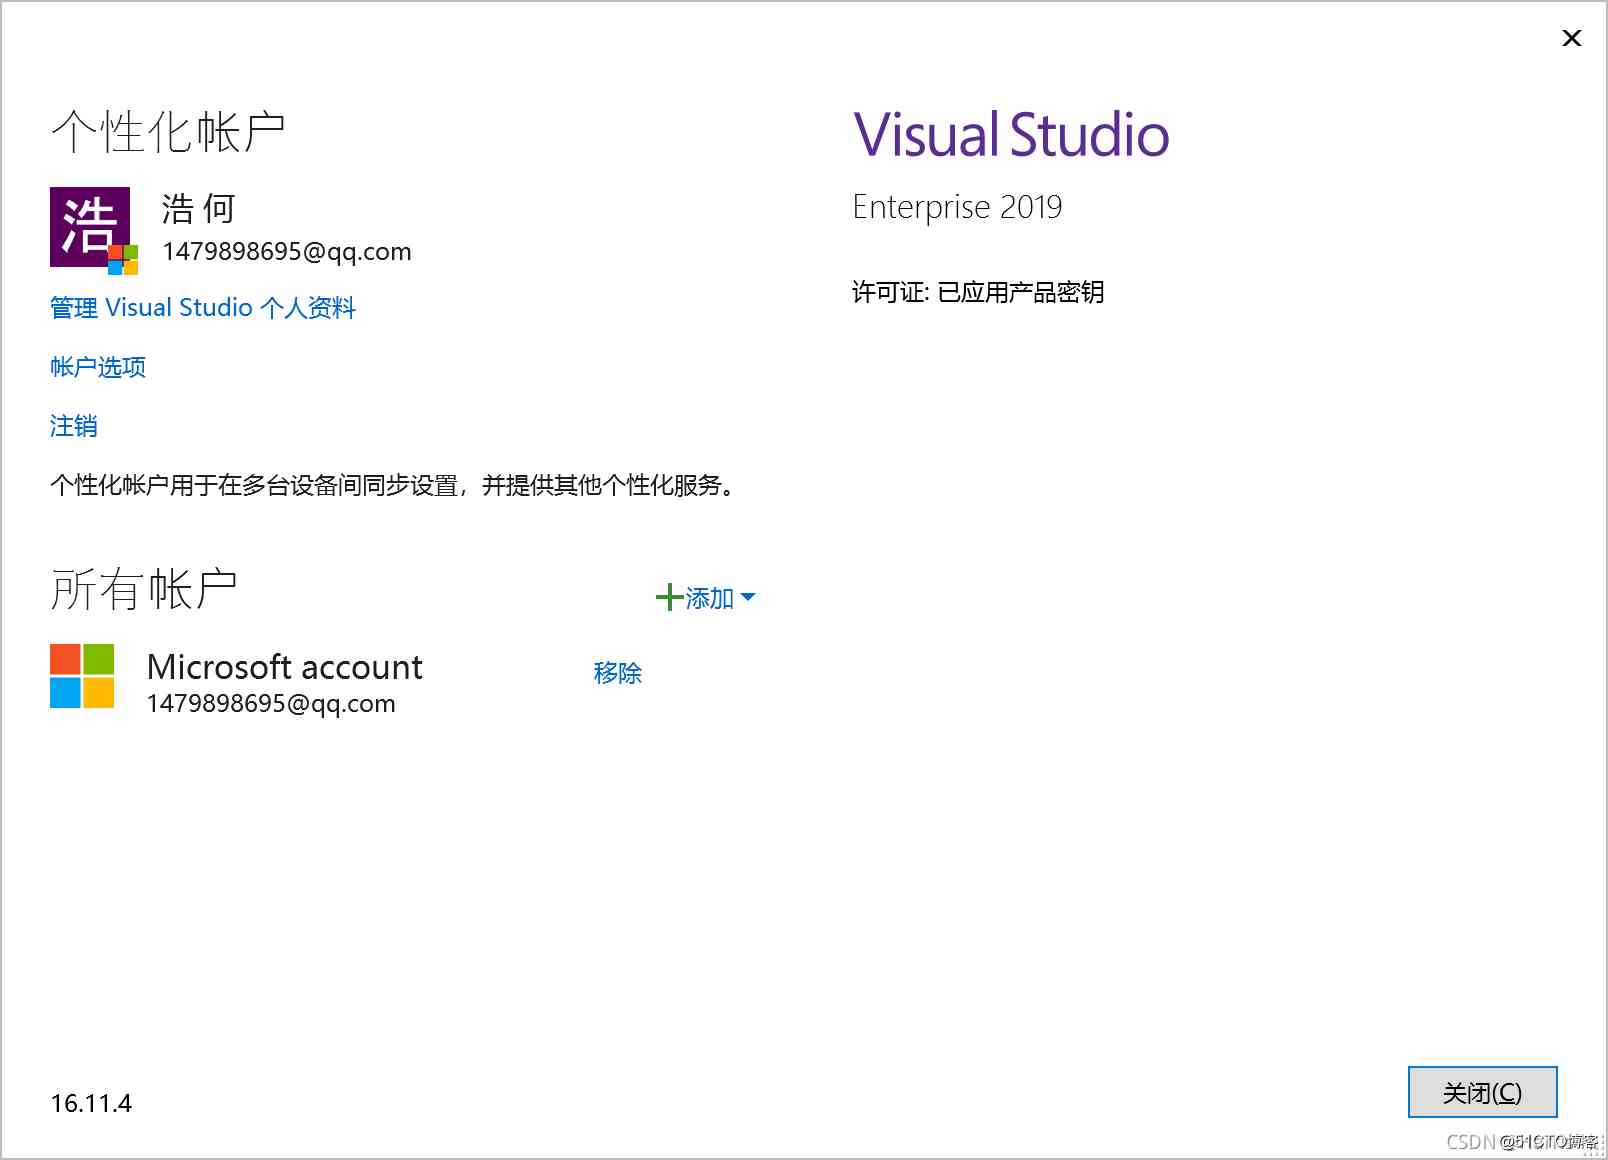 个性化帐户
浩
浩 何
1479898695@qq.com
管理 Visual Studio 个人资料
帐户选项
注销
个性化帐户用于在多台设备间同步设置，并提供其他个性化服务。
所有帐户
添加
Microsoft account
1479898695@qq.com
移除
16.11.4
Visual Studio
Enterprise 2019
许可证: 已应用产品密钥
关闭(C)
CSDN @51CTO博客